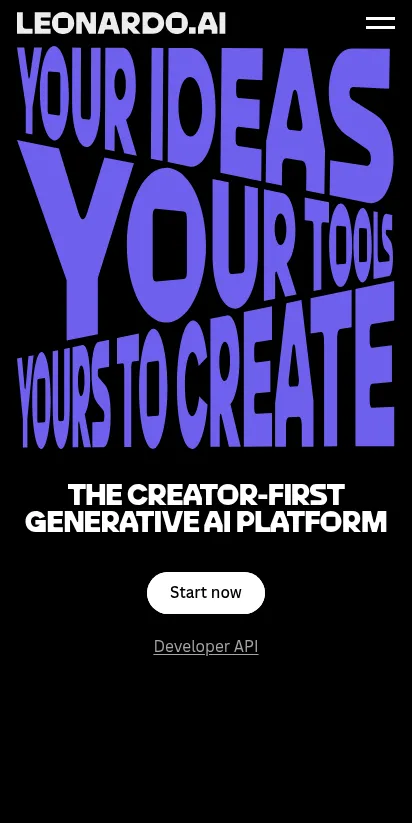 LEONARDO.AI
YOUR IDEAS
YOUR TOOLS
YOURS TO CREATE
THE CREATOR-FIRST
GENERATIVE AI PLATFORM
Start now
Developer API